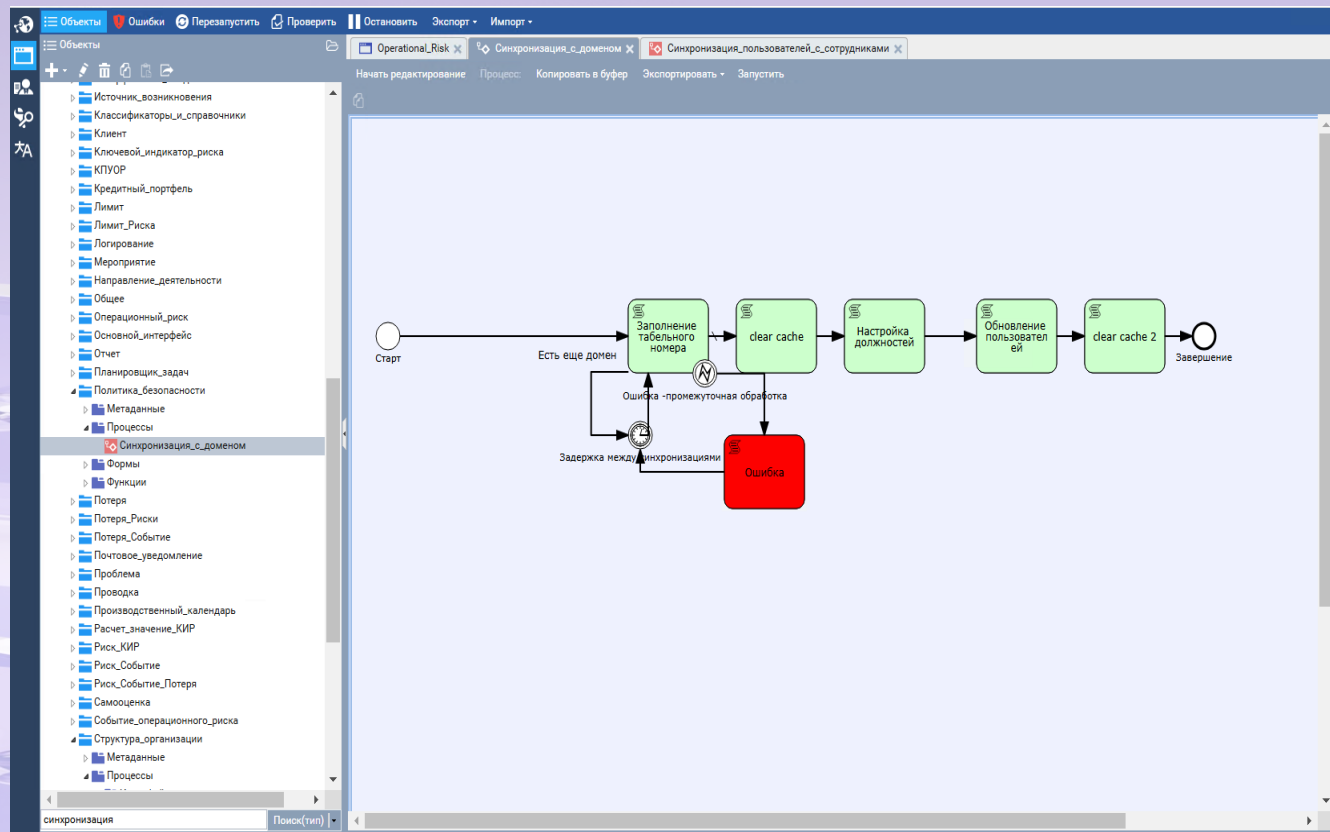 Объекты Ошибки Перезапустить Проверить Остановить Экспорт Импорт
Объекты
Operational_Risk Синхронизация_с_доменом Синхронизация_пользователей_с_сотрудниками
Начать редактирование Процесс: Копировать в буфер Экспортировать Запустить
Источник_возникновения
Классификаторы_и_справочники
Клиент
Ключевой_индикатор_риска
КПУОР
Кредитный_портфель
Лимит
Лимит_Риска
Логирование
Мероприятие
Направление_деятельности
Общее
Операционный_риск
Основной_интерфейс
Отчет
Планировщик_задач
Политика_безопасности
Метаданные
Процессы
Синхронизация_с_доменом
Формы
Функции
Потеря
Потеря_Риски
Потеря_Событие
Почтовое_уведомление
Проблема
Проводка
Производственный_календарь
Расчет_значение_КИР
Риск_КИР
Риск_Событие
Риск_Событие_Потеря
Самооценка
Событие_операционного_риска
Структура_организации
Метаданные
Процессы
синхронизация Поиск(тип)
Старт
Есть еще домен
Заполнение
табельного
номера
clear cache
Настройка
должностей
Обновление
пользовател
ей
clear cache 2
Завершение
Ошибка -промежуточная обработка
Задержка между синхронизациями
Ошибка